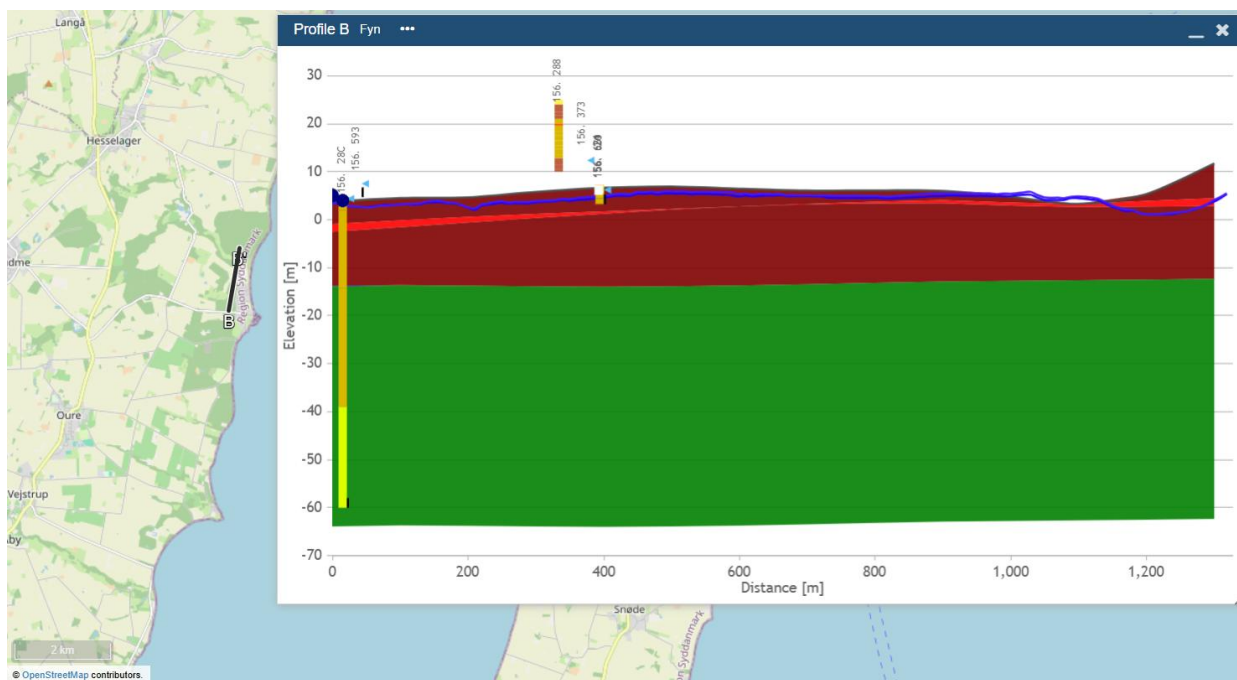 Langå
Hesselager
dme
Region Syddanmark
B
Oure
Vejstrup
by
2 km
© OpenStreetMap contributors.
Profile B Fyn •••
Elevation [m]
30
20
10
0
-10
-20
-30
-40
-50
-60
-70
156. 28C
156. 593
156. 288
156. 373
0
200
400
600
800
1,000
1,200
Distance [m]
Snøde
Region Syddanmark